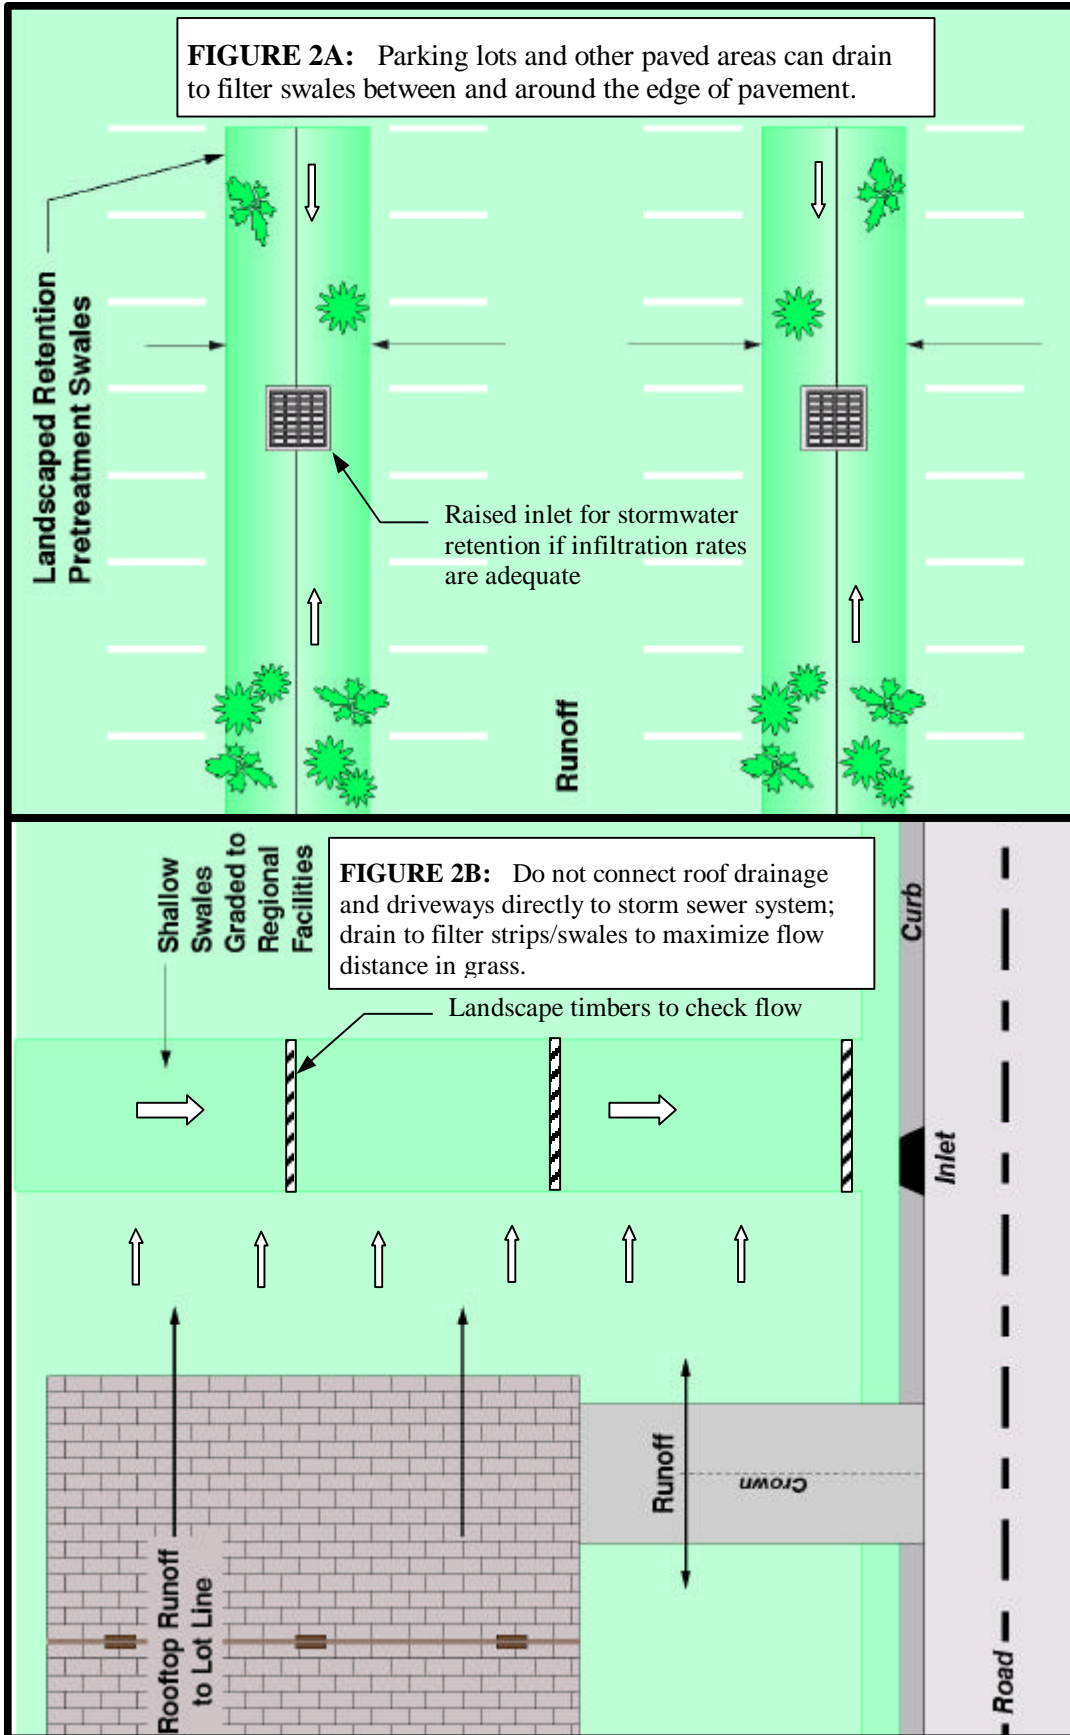 FIGURE 2A: Parking lots and other paved areas can drain
to filter swales between and around the edge of pavement.
Landscaped Retention
Pretreatment Swales
Raised inlet for stormwater
retention if infiltration rates
are adequate
Runoff
Shallow
Swales
Graded to
Regional
Facilities
FIGURE 2B: Do not connect roof drainage
and driveways directly to storm sewer system;
drain to filter strips/swales to maximize flow
distance in grass.
Landscape timbers to check flow
Curb
Inlet
Runoff
Crown
Rooftop Runoff
to Lot Line
Road